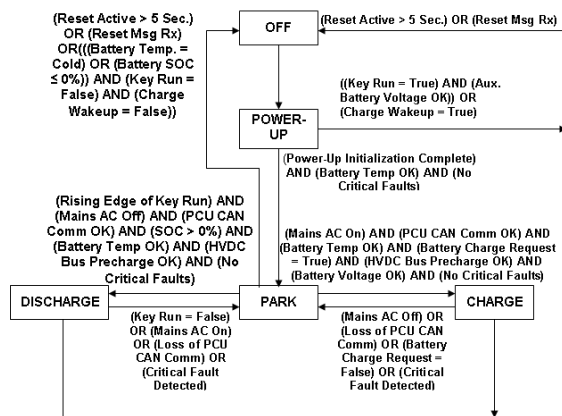 (Reset Active > 5 Sec.)
OR (Reset Msg Rx)
OR(((Battery Temp. =
Cold) OR (Battery SOC
≤ 0%)) AND (Key Run =
False) AND (Charge
Wakeup = False))
OFF
(Reset Active > 5 Sec.) OR (Reset Msg Rx)
((Key Run = True) AND (Aux.
Battery Voltage OK)) OR
(Charge Wakeup = True)
POWER-
UP
(Power-Up Initialization Complete)
AND (Battery Temp OK) AND (No
Critical Faults)
(Rising Edge of Key Run) AND
(Mains AC Off) AND (PCU CAN
Comm OK) AND (SOC > 0%) AND
(Battery Temp OK) AND (HVDC
Bus Precharge OK) AND (No
Critical Faults)
(Mains AC On) AND (PCU CAN Comm OK) AND
(Battery Temp OK) AND (Battery Charge Request
= True) AND (HVDC Bus Precharge OK) AND
(Battery Voltage OK) AND (No Critical Faults)
DISCHARGE
PARK
CHARGE
(Key Run = False)
OR (Mains AC On)
OR (Loss of PCU
CAN Comm) OR
(Critical Fault
Detected)
(Mains AC Off) OR
(Loss of PCU CAN
Comm) OR (Battery
Charge Request =
False) OR (Critical
Fault Detected)